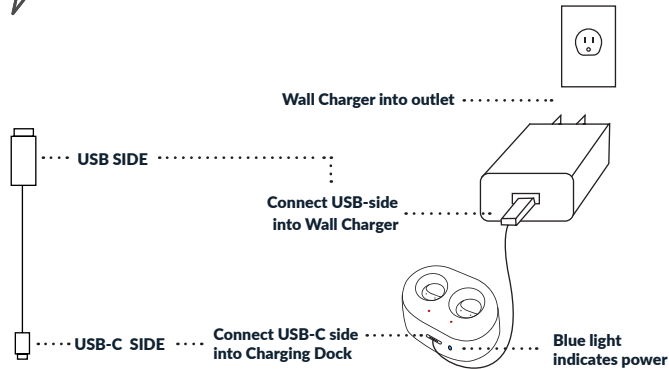 Wall Charger into outlet
USB SIDE
Connect USB-side
into Wall Charger
USB-C SIDE
Connect USB-C side
into Charging Dock
Blue light
indicates power